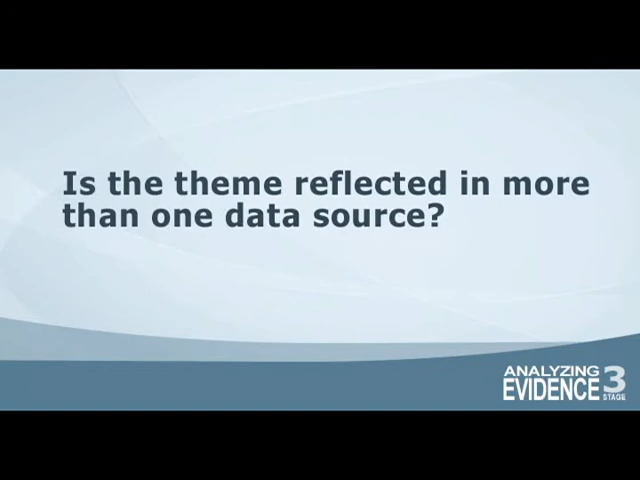 Is the theme reflected in more
than one data source?
ANALYZING
EVIDENCE 3
STAGE